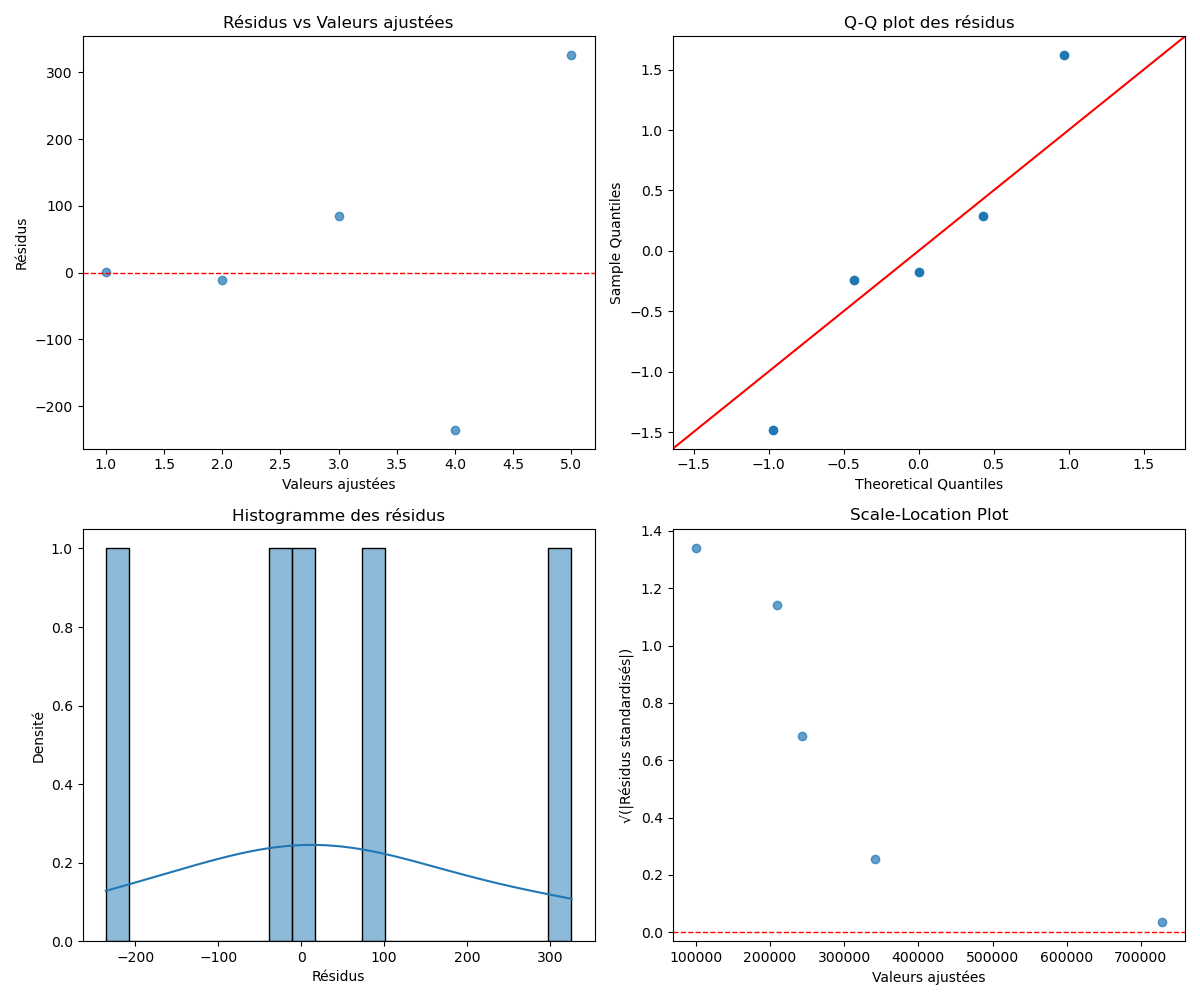 Résidus vs Valeurs ajustées
300
200
100
0
−100
−200
Résidus
1.0 1.5 2.0 2.5 3.0 3.5 4.0 4.5 5.0
Valeurs ajustées
Q-Q plot des résidus
1.5
1.0
0.5
0.0
−0.5
−1.0
−1.5
Sample Quantiles
−1.5 −1.0 −0.5 0.0 0.5 1.0 1.5
Theoretical Quantiles
Histogramme des résidus
1.0
0.8
0.6
0.4
0.2
0.0
Densité
−200 −100 0 100 200 300
Résidus
Scale-Location Plot
1.4
1.2
1.0
0.8
0.6
0.4
0.2
0.0
√(|Résidus standardisés|)
100000 200000 300000 400000 500000 600000 700000
Valeurs ajustées